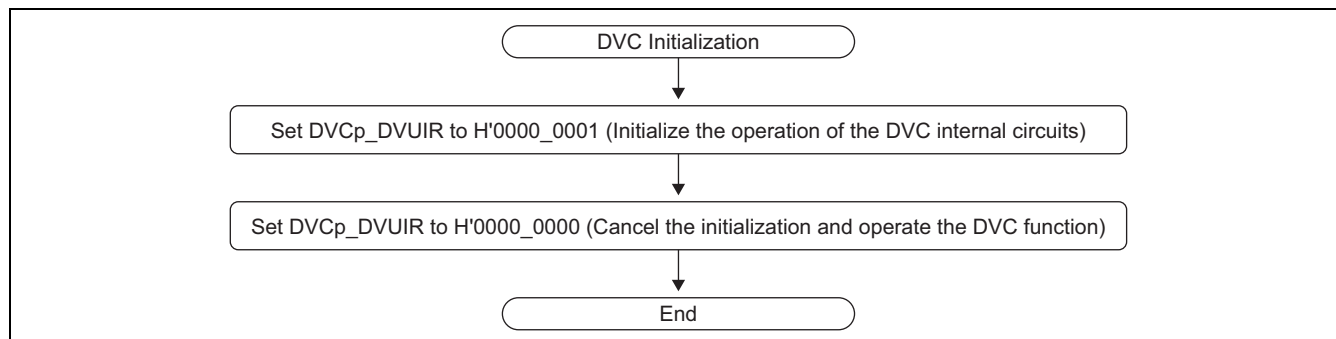 DVC Initialization
Set DVCp_DVUIR to H'0000_0001 (Initialize the operation of the DVC internal circuits)
Set DVCp_DVUIR to H'0000_0000 (Cancel the initialization and operate the DVC function)
End